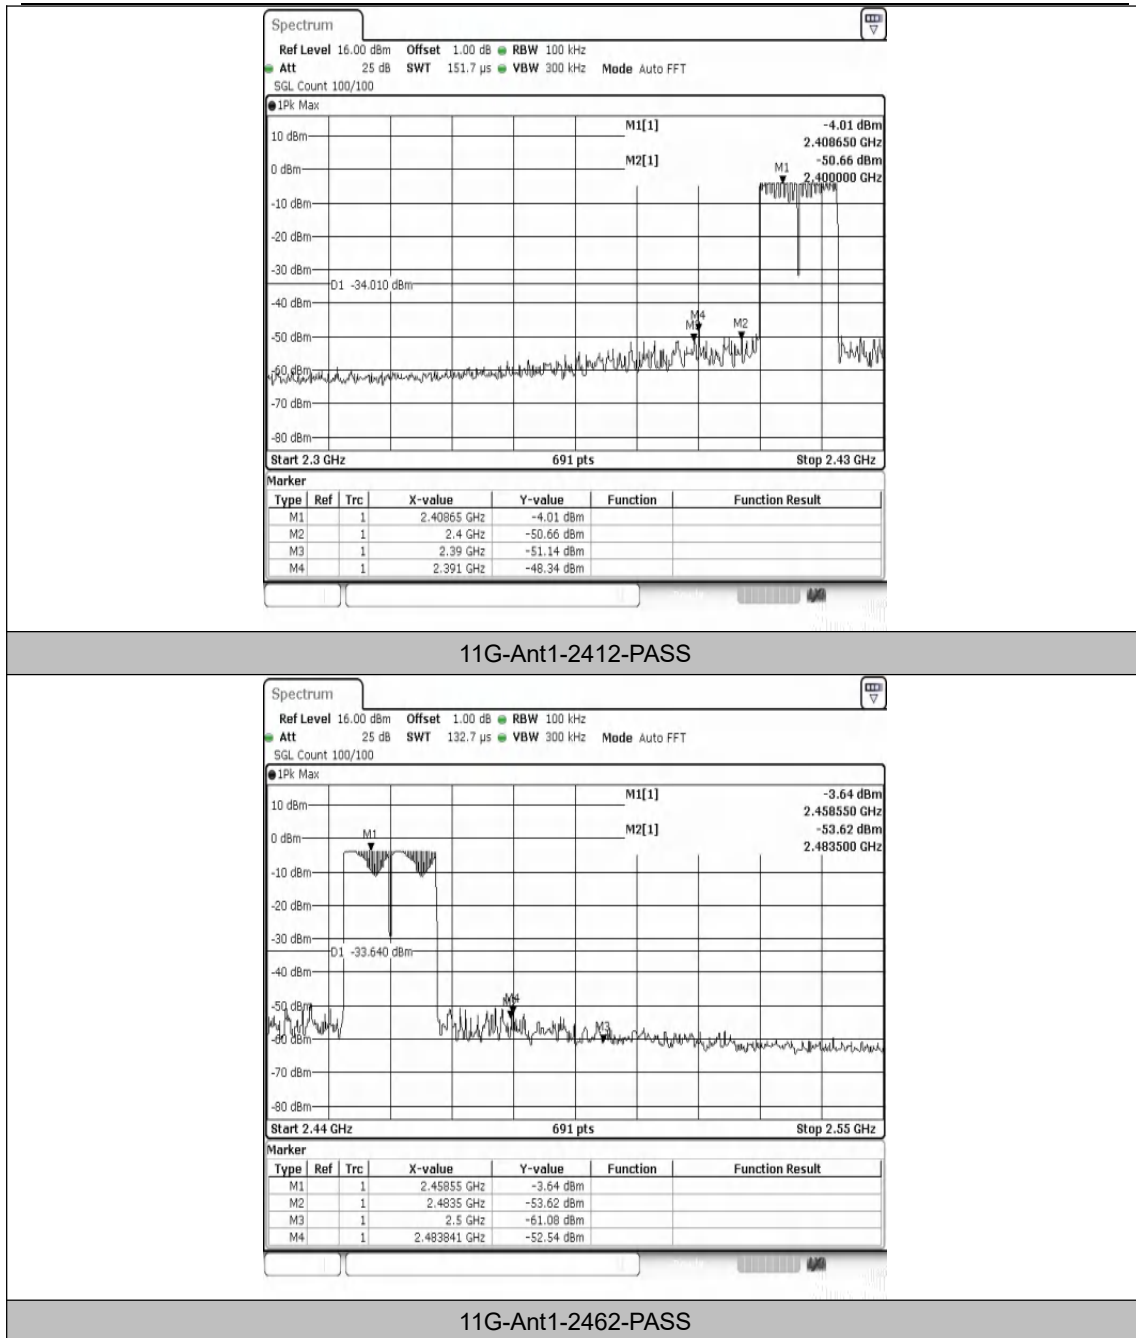 Spectrum
Ref Level 16.00 dBm Offset 1.00 dB RBW 100 kHz
Att 25 dB SWT 151.7 µs VBW 300 kHz Mode Auto FFT
SGL Count 100/100
1Pk Max
M1[1] -4.01 dBm
10 dBm
2.408650 GHz
M2[1] -50.66 dBm
0 dBm
M1
2.400000 GHz
-10 dBm
-20 dBm
-30 dBm
D1 -34.010 dBm
-40 dBm
M4
M2
-50 dBm
-60 dBm
-70 dBm
-80 dBm
Start 2.3 GHz 691 pts Stop 2.43 GHz
Marker
Type Ref Trc X-value Y-value Function Function Result
M1 1 2.40865 GHz -4.01 dBm
M2 1 2.4 GHz -50.66 dBm
M3 1 2.39 GHz -51.14 dBm
M4 1 2.391 GHz -48.34 dBm
11G-Ant1-2412-PASS
Spectrum
Ref Level 16.00 dBm Offset 1.00 dB RBW 100 kHz
Att 25 dB SWT 132.7 µs VBW 300 kHz Mode Auto FFT
SGL Count 100/100
1Pk Max
M1[1] -3.64 dBm
10 dBm
2.458550 GHz
M2[1] -53.62 dBm
0 dBm
M1
2.483500 GHz
-10 dBm
-20 dBm
-30 dBm
D1 -33.640 dBm
-40 dBm
-50 dBm
M3
-60 dBm
-70 dBm
-80 dBm
Start 2.44 GHz 691 pts Stop 2.55 GHz
Marker
Type Ref Trc X-value Y-value Function Function Result
M1 1 2.45855 GHz -3.64 dBm
M2 1 2.4835 GHz -53.62 dBm
M3 1 2.5 GHz -61.08 dBm
M4 1 2.483841 GHz -52.54 dBm
11G-Ant1-2462-PASS